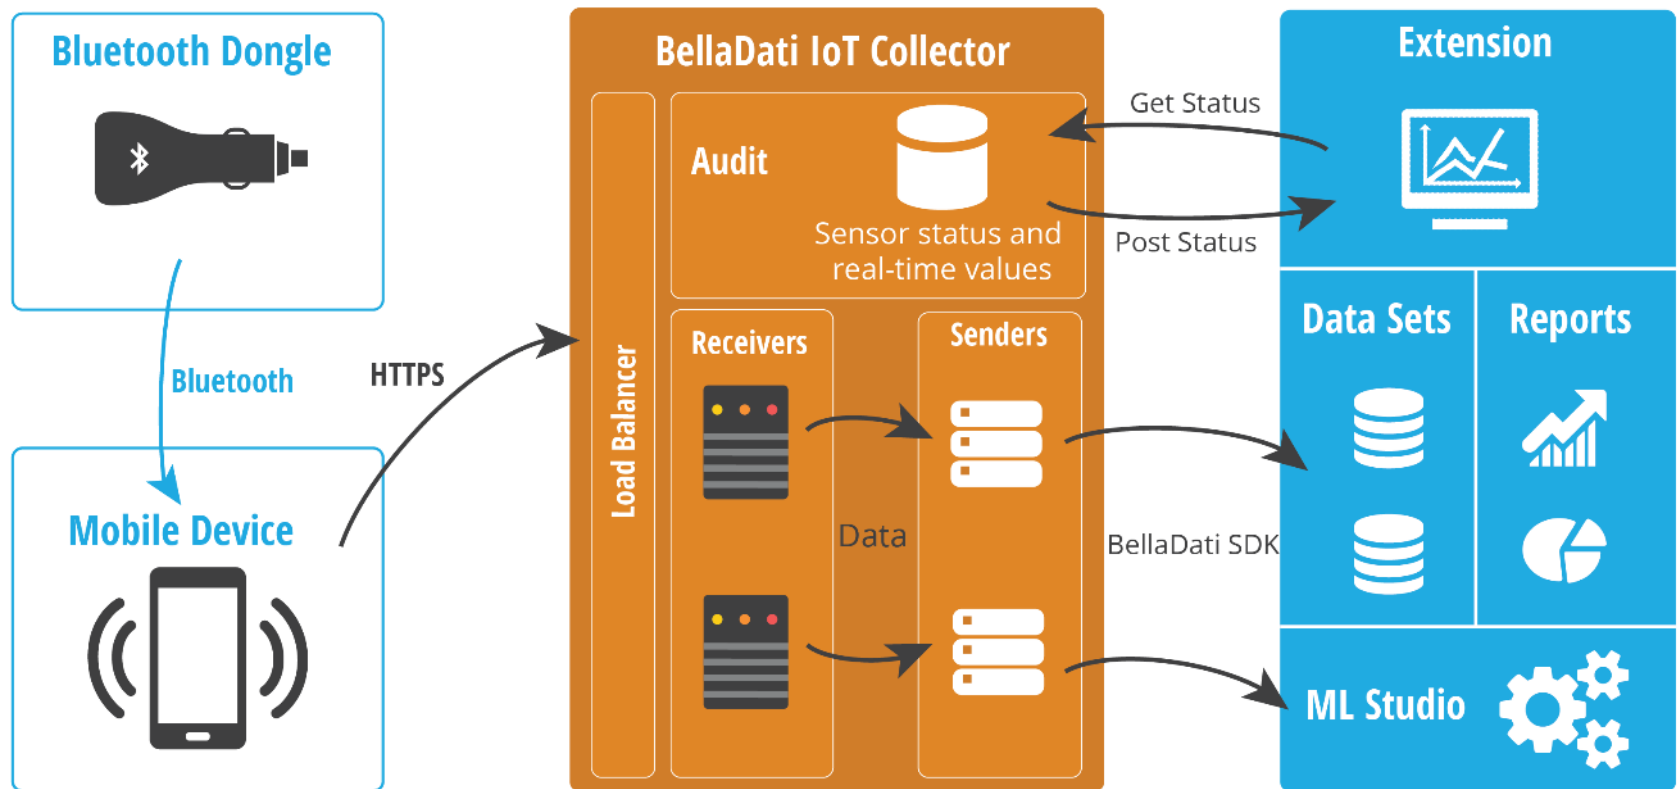 Bluetooth Dongle
Bluetooth
Mobile Device
HTTPS
BellaDati IoT Collector
Load Balancer
Audit
Sensor status and
real-time values
Receivers
Senders
Data
Get Status
Post Status
BellaDati SDK
Extension
Data Sets
Reports
ML Studio